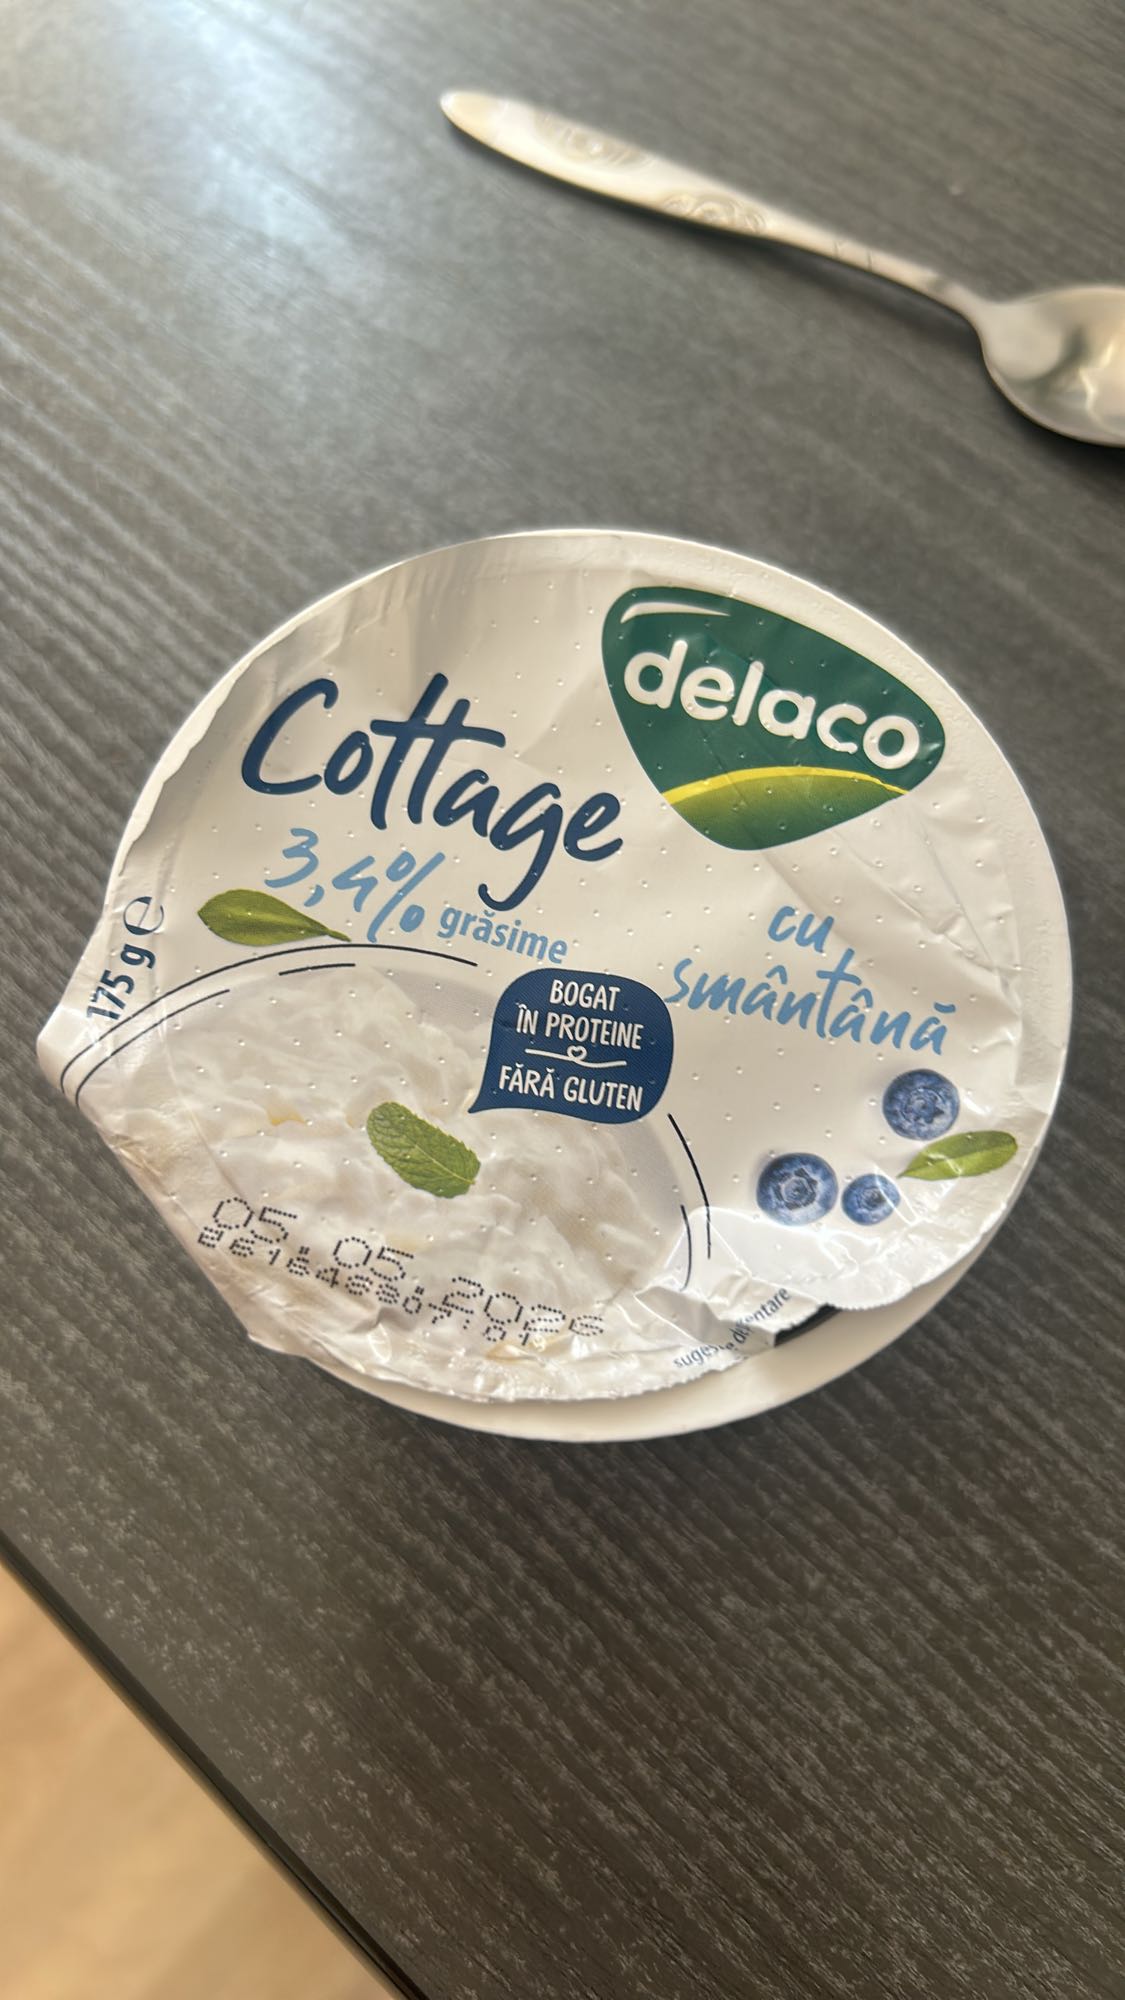 delaco
Cottage
3,4% grăsime
cu
smântână
175 g e
BOGAT
ÎN PROTEINE
FĂRĂ GLUTEN
05.05.2026